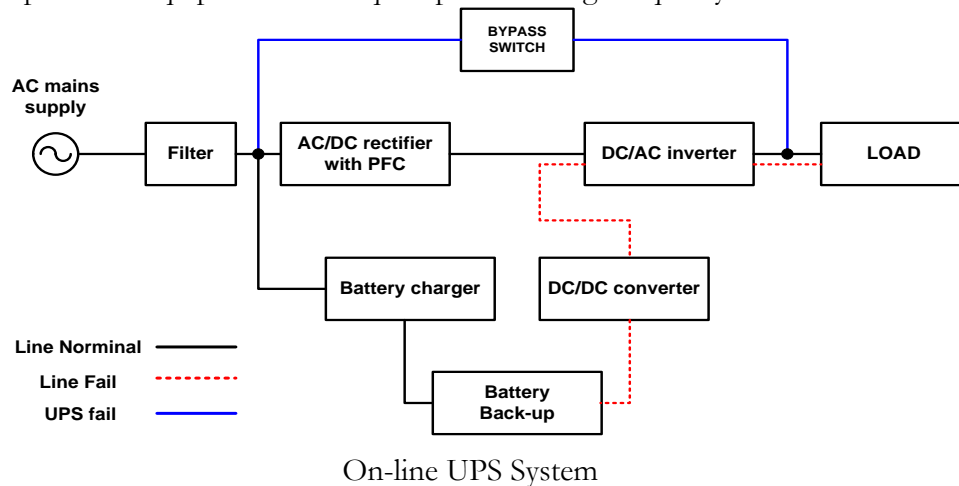 BYPASS
SWITCH
AC mains
supply
Filter
AC/DC rectifier
with PFC
DC/AC inverter
LOAD
Battery charger
DC/DC converter
Line Norminal
Line Fail
UPS fail
Battery
Back-up
On-line UPS System